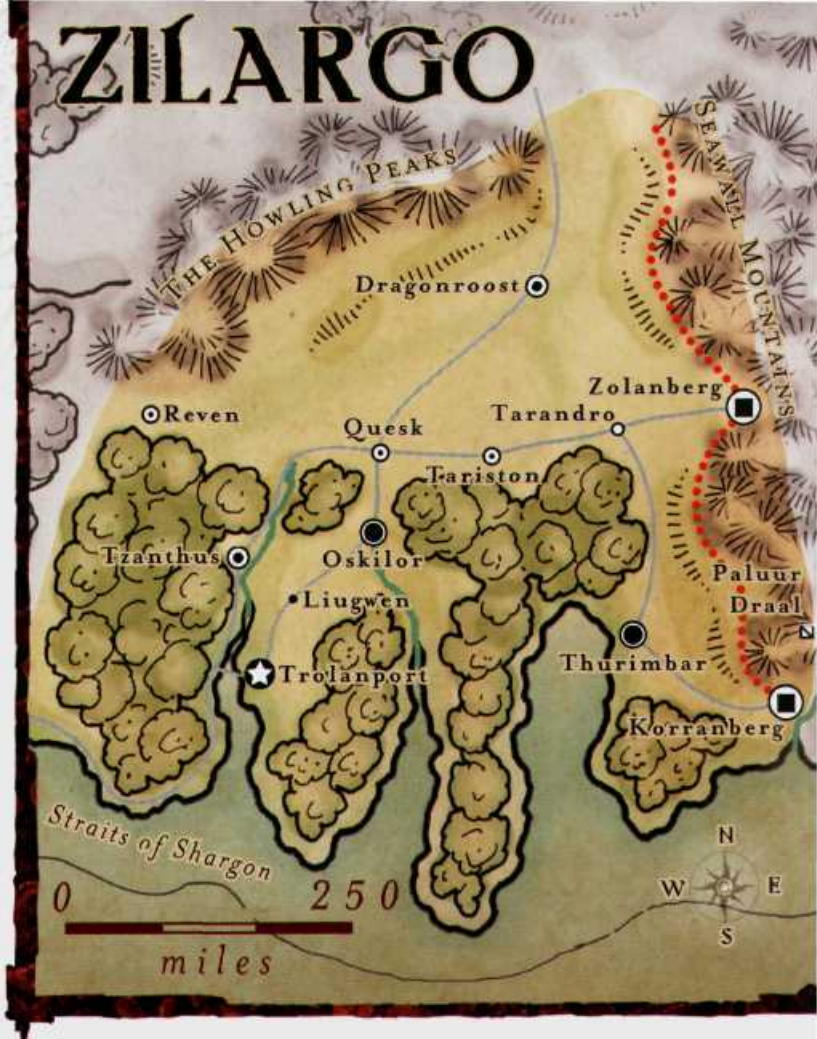 ZILARGO
SEAWALL MOUNTAINS
THE HOWLING PEAKS
Dragonroost
Zolanberg
Reven
Quesk
Tarandro
Tariston
Tzanthus
Oskilor
Liugwen
Paluur
Draal
Thurimbar
Trolanport
Korranberg
Straits of Shargon
0 250
miles
N
W E
S